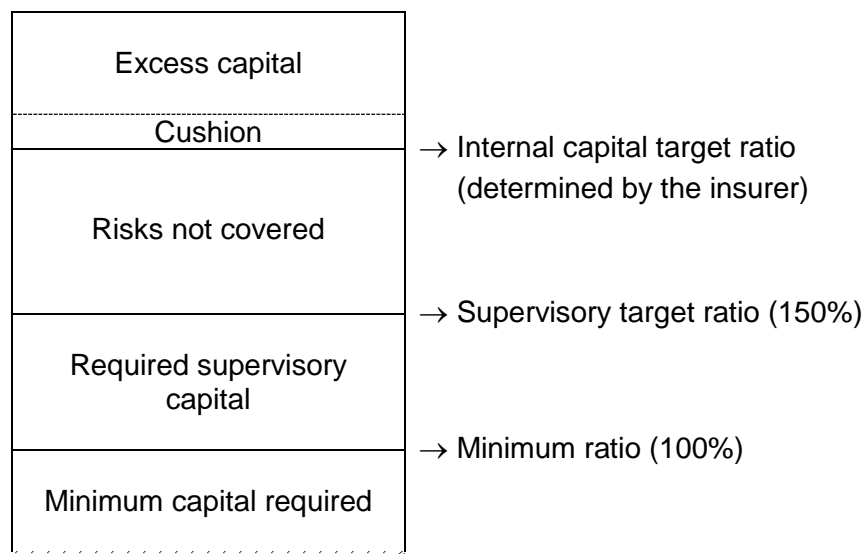 Excess capital
Cushion
→ Internal capital target ratio
(determined by the insurer)
Risks not covered
→ Supervisory target ratio (150%)
Required supervisory
capital
→ Minimum ratio (100%)
Minimum capital required